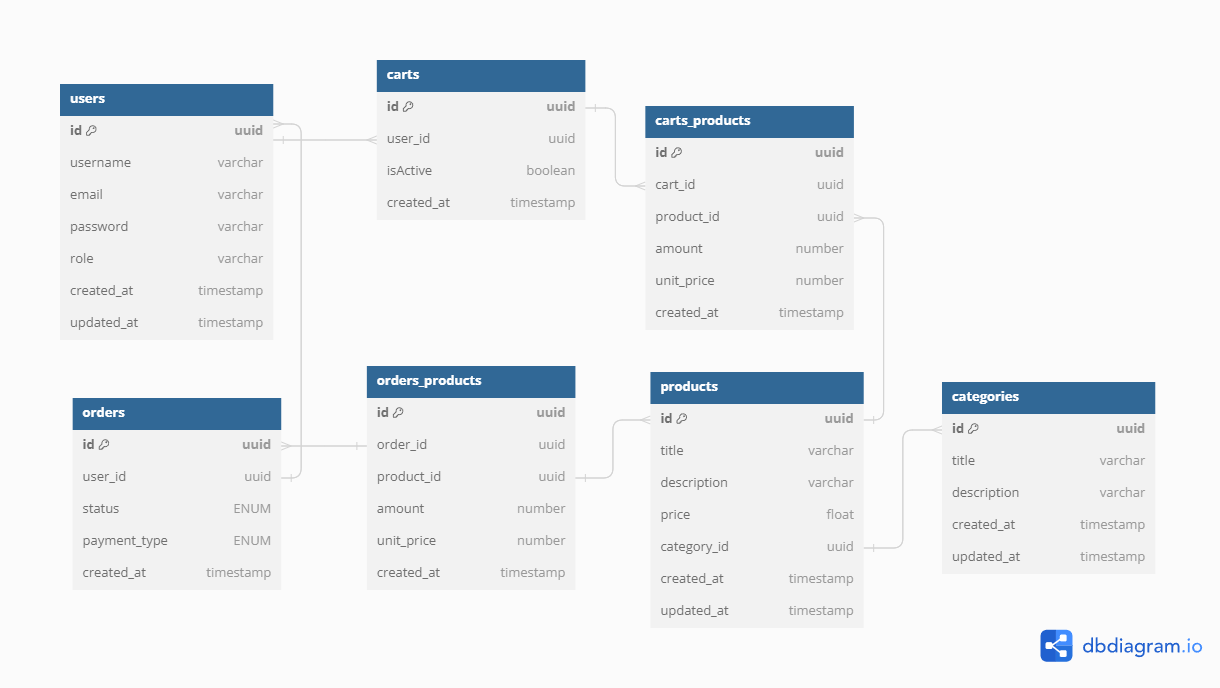 users
id uuid
username varchar
email varchar
password varchar
role varchar
created_at timestamp
updated_at timestamp
carts
id uuid
user_id uuid
isActive boolean
created_at timestamp
carts_products
id uuid
cart_id uuid
product_id uuid
amount number
unit_price number
created_at timestamp
orders
id uuid
user_id uuid
status ENUM
payment_type ENUM
created_at timestamp
orders_products
id uuid
order_id uuid
product_id uuid
amount number
unit_price number
created_at timestamp
products
id uuid
title varchar
description varchar
price float
category_id uuid
created_at timestamp
updated_at timestamp
categories
id uuid
title varchar
description varchar
created_at timestamp
updated_at timestamp
dbdiagram.io